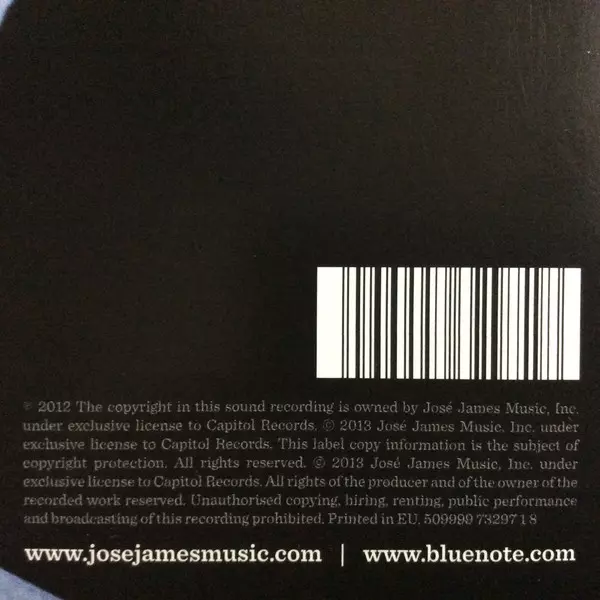 ℗ 2012 The copyright in this sound recording is owned by José James Music, Inc.
under exclusive license to Capitol Records. © 2013 José James Music, Inc. under
exclusive license to Capitol Records. This label copy information is the subject of
copyright protection. All rights reserved. © 2013 José James Music, Inc. under
exclusive license to Capitol Records. All rights of the producer and of the owner of the
recorded work reserved. Unauthorised copying, hiring, renting, public performance
and broadcasting of this recording prohibited. Printed in EU. 509999 73297 1 8
www.josejamesmusic.com | www.bluenote.com